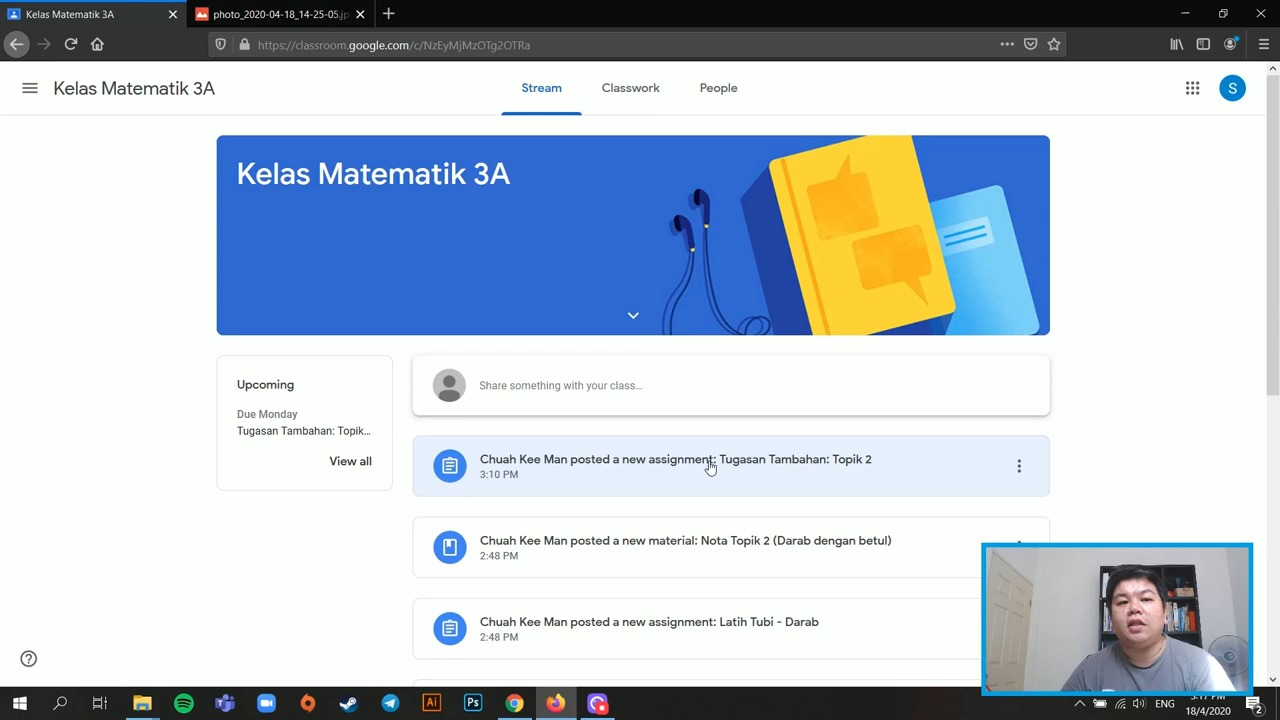 Kelas Matematik 3A
photo_2020-04-18_14-25-05.jp
https://classroom.google.com/c/NzEyMjMzOTg2OTRa
Kelas Matematik 3A
Stream
Classwork
People
S
Kelas Matematik 3A
Upcoming
Due Monday
Tugasan Tambahan: Topik...
View all
Share something with your class...
Chuah Kee Man posted a new assignment: Tugasan Tambahan: Topik 2
3:10 PM
Chuah Kee Man posted a new material: Nota Topik 2 (Darab dengan betul)
2:48 PM
Chuah Kee Man posted a new assignment: Latih Tubi - Darab
2:48 PM
Ai
Ps
ENG
18/4/2020
2